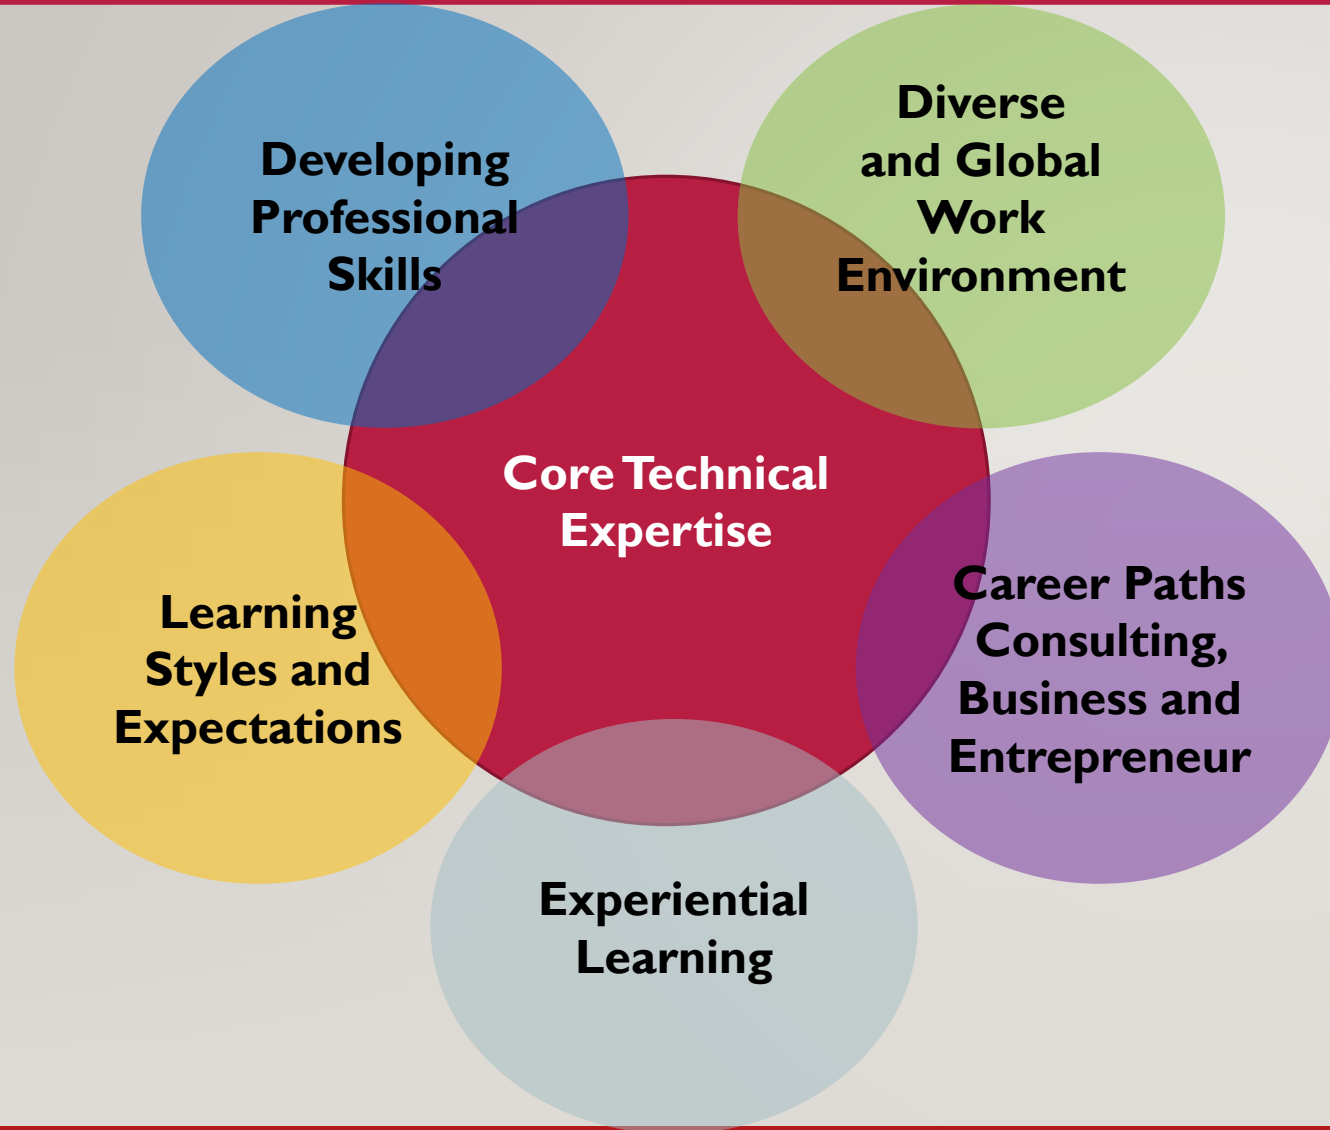 Developing
Professional
Skills
Diverse
and Global
Work
Environment
Core Technical
Expertise
Learning
Styles and
Expectations
Career Paths
Consulting,
Business and
Entrepreneur
Experiential
Learning